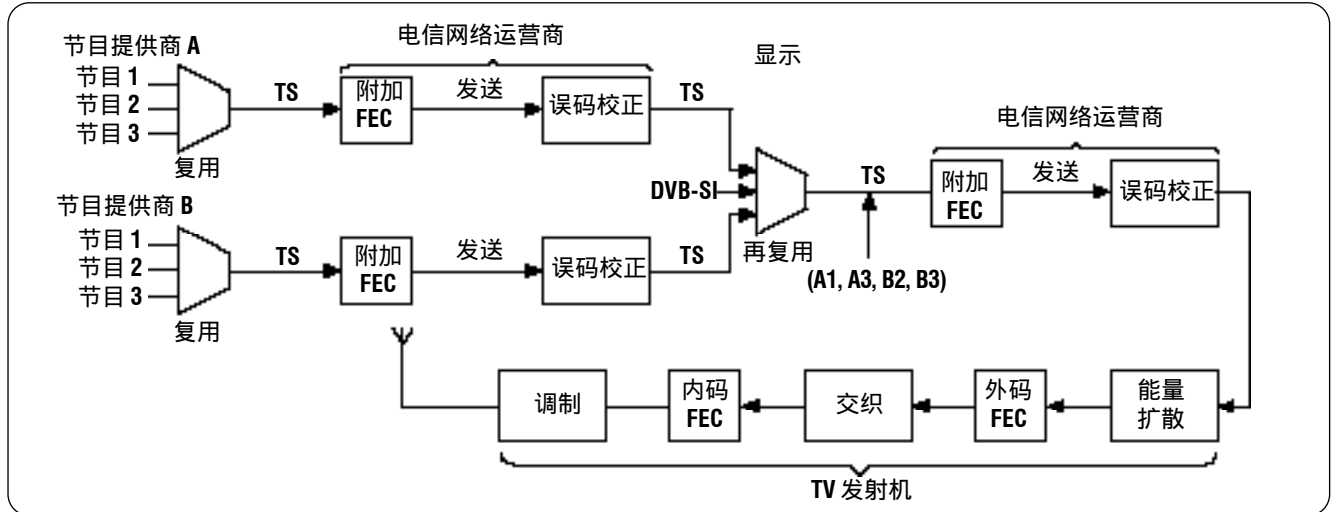 节目提供商 A
节目 1
节目 2
节目 3
复用
TS
电信网络运营商
附加
FEC
发送
误码校正
TS
显示
节目提供商 B
节目 1
节目 2
节目 3
复用
TS
附加
FEC
发送
误码校正
TS
DVB-SI
再复用
TS
(A1, A3, B2, B3)
电信网络运营商
附加
FEC
发送
误码校正
能量
扩散
外码
FEC
交织
内码
FEC
调制
TV 发射机